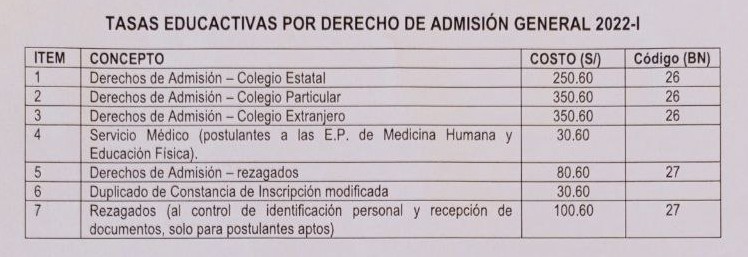 TASAS EDUCACTIVAS POR DERECHO DE ADMISIÓN GENERAL 2022-I
ITEM CONCEPTO COSTO (S/) Código (BN)
1 Derechos de Admisión – Colegio Estatal 250.60 26
2 Derechos de Admisión – Colegio Particular 350.60 26
3 Derechos de Admisión – Colegio Extranjero 350.60 26
4 Servicio Médico (postulantes a las E.P. de Medicina Humana y 30.60
Educación Física).
5 Derechos de Admisión – rezagados 80.60 27
6 Duplicado de Constancia de Inscripción modificada 30.60
7 Rezagados (al control de identificación personal y recepción de 100.60 27
documentos, solo para postulantes aptos)